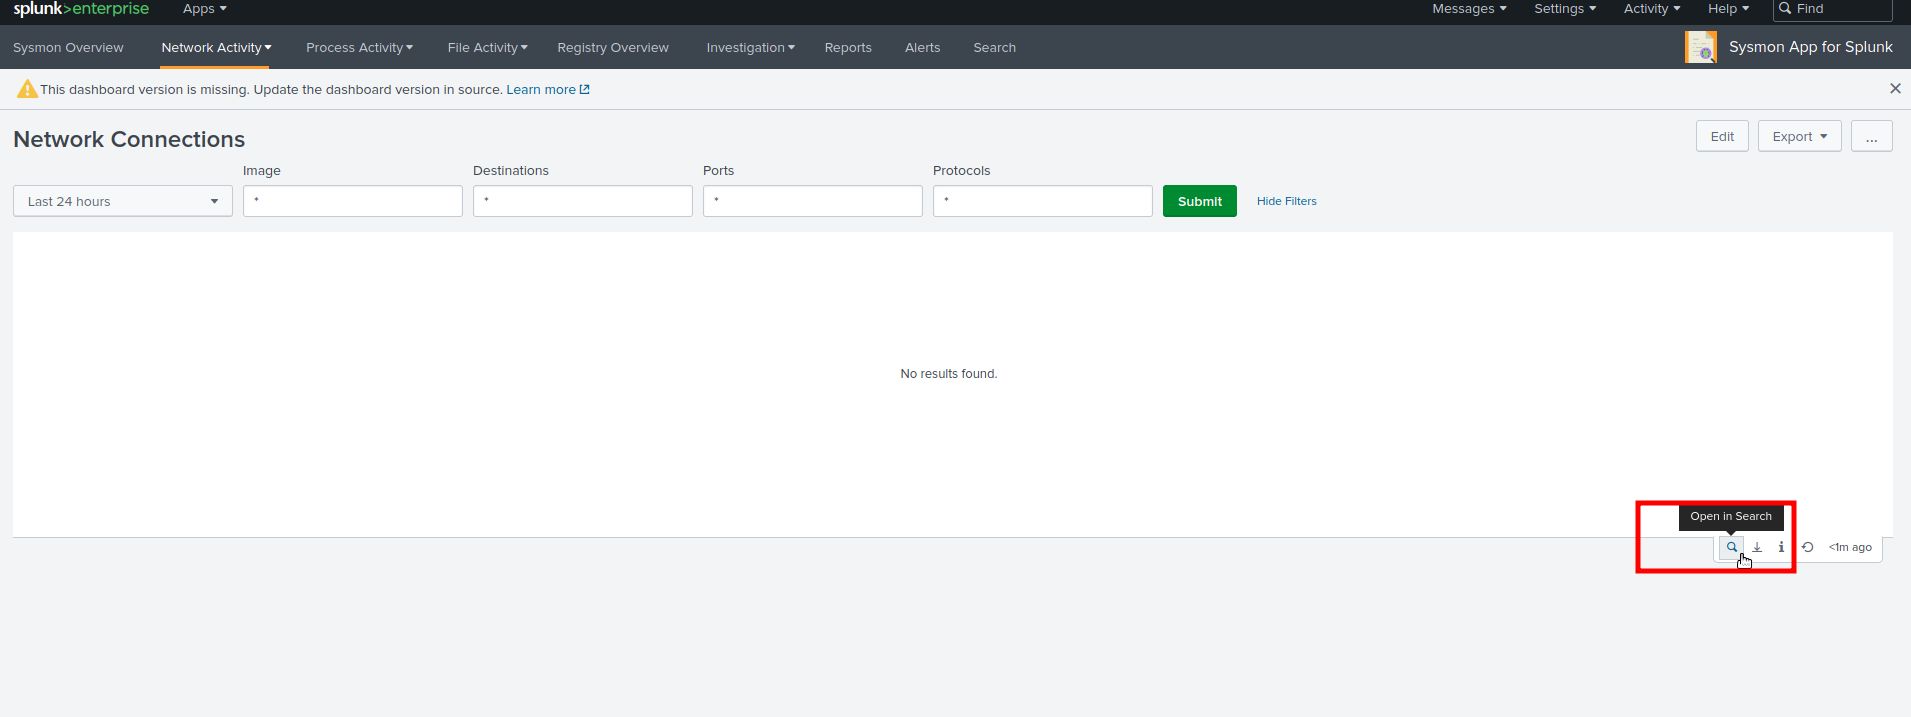 splunk>enterprise Apps Messages Settings Activity Help Find
Sysmon Overview Network Activity Process Activity File Activity Registry Overview Investigation Reports Alerts Search Sysmon App for Splunk
This dashboard version is missing. Update the dashboard version in source. Learn more
Network Connections Edit Export ...
Image Destinations Ports Protocols
Last 24 hours * * * * Submit Hide Filters
No results found.
Open in Search
<1m ago